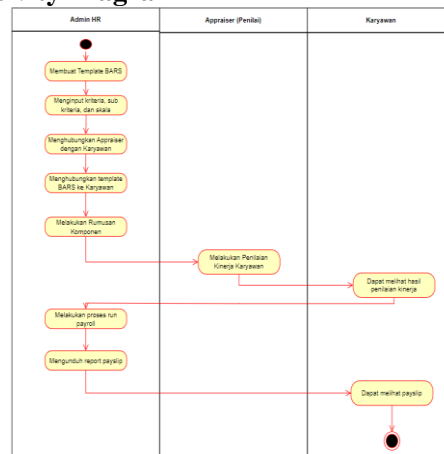 Admin HR
Appraiser (Penilai)
Karyawan
Membuat Template BARS
Menginput kriteria, sub
kriteria, dan skala
Menghubungkan Appraiser
dengan Karyawan
Menghubungkan template
BARS ke Karyawan
Melakukan Rumusan
Komponen
Melakukan Penilaian
Kinerja Karyawan
Dapat melihat hasil
penilaian kinerja
Melakukan proses run
payroll
Mengunduh report payslip
Dapat melihat payslip